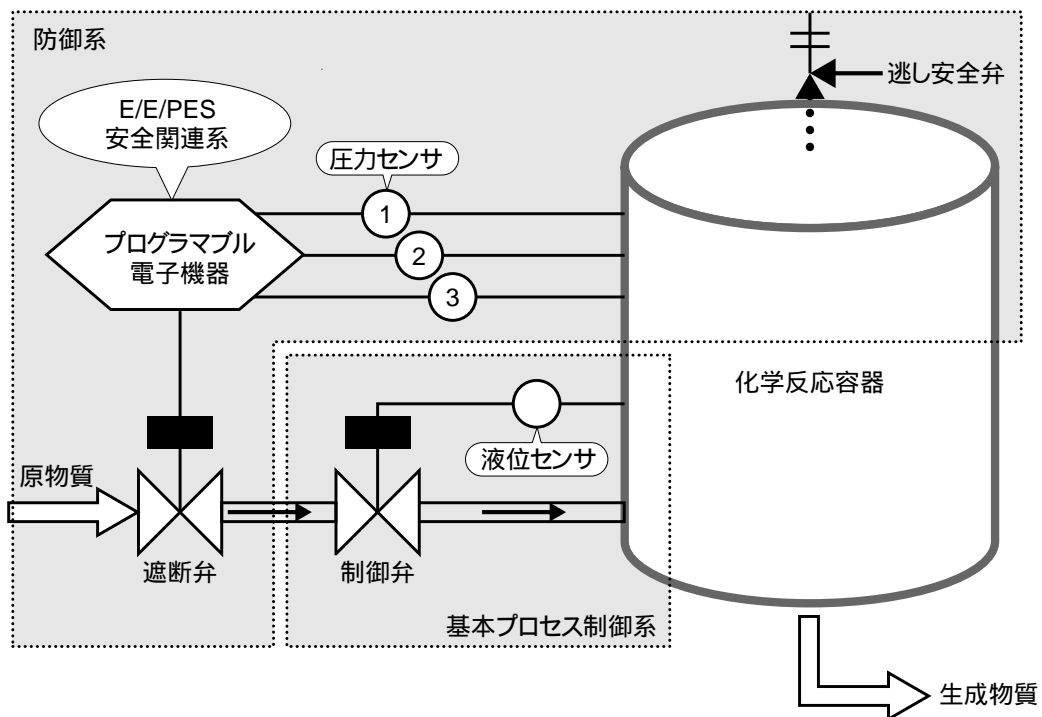 防御系
逃し安全弁
E/E/PES
安全関連系
圧力センサ
1
プログラマブル
電子機器
2
3
化学反応容器
液位センサ
原物質
遮断弁
制御弁
基本プロセス制御系
生成物質